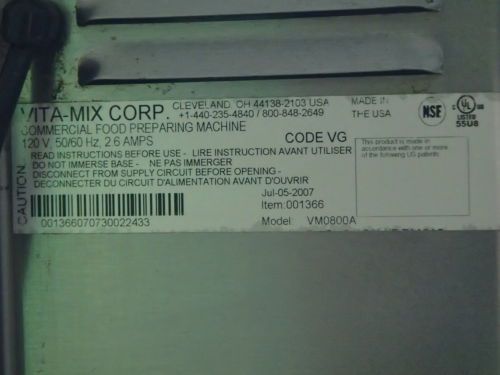 VITA-MIX CORP. CLEVELAND, OH 44138-2103 USA
+1-440-235-4840 / 800-848-2649
MADE IN
THE USA
NSF
UL
LISTED
55U8
COMMERCIAL FOOD PREPARING MACHINE
120 V, 50/60 Hz, 2.6 AMPS
CODE VG
CAUTION
READ INSTRUCTIONS BEFORE USE - LIRE INSTRUCTION AVANT UTILISER
DO NOT IMMERSE BASE - NE PAS IMMERGER
DISCONNECT FROM SUPPLY CIRCUIT BEFORE OPENING -
DECONNECTER DU CIRCUIT D'ALIMENTATION AVANT D'OUVRIR
This product is made in
accordance with one or more
of the following US patents:
Jul-05-2007
Item:001366
Model: VM0800A
001366070730022433